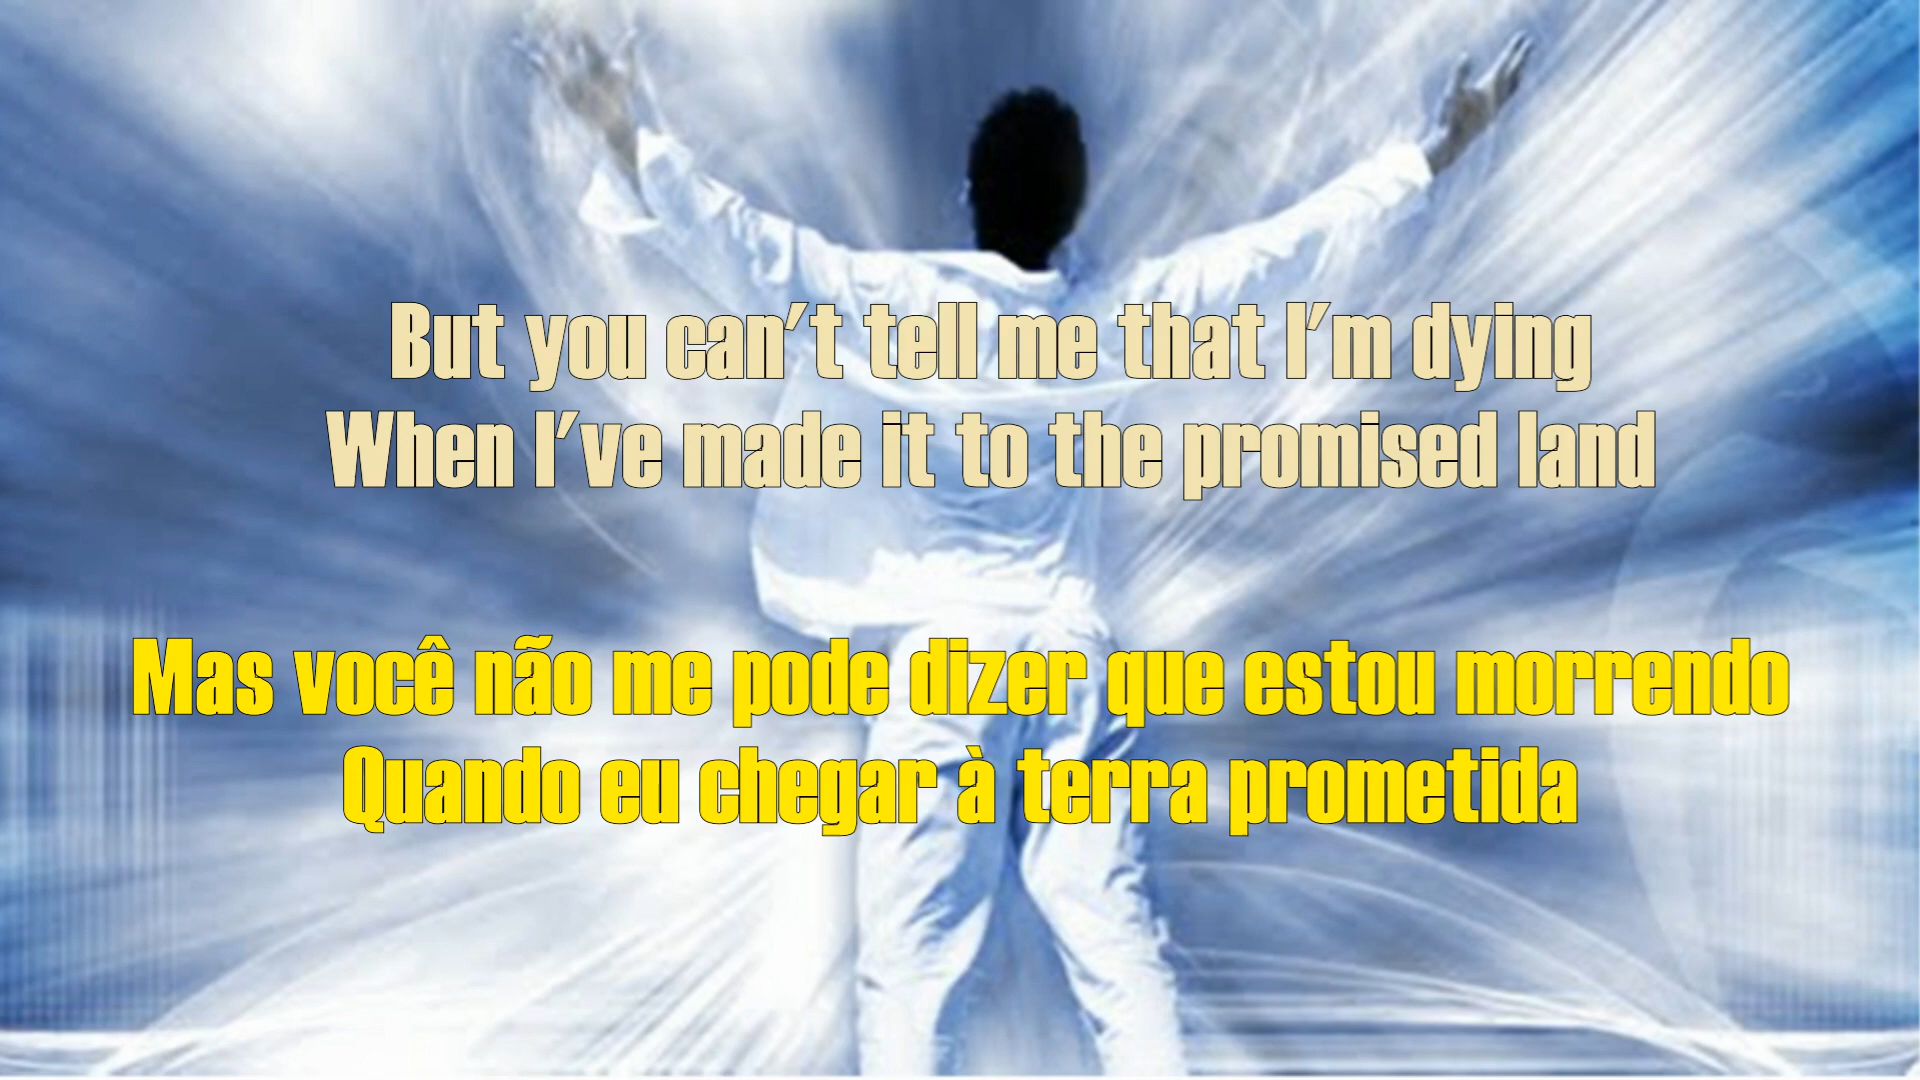 But you can't tell me that I'm dying
When I've made it to the promised land
Mas você não me pode dizer que estou morrendo
Quando eu chegar à terra prometida